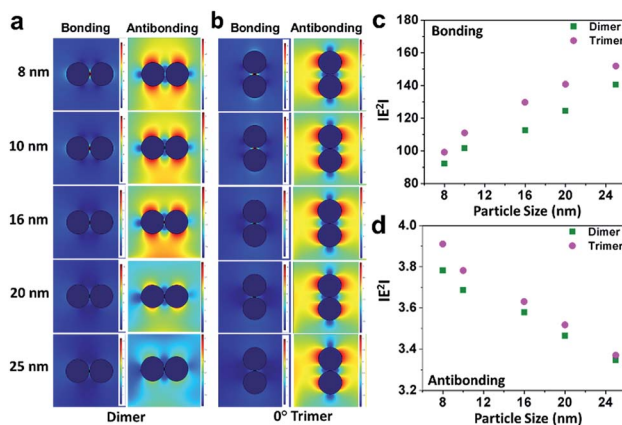 a
Bonding Antibonding
8 nm
10 nm
16 nm
20 nm
25 nm
Dimer
b
Bonding Antibonding
0° Trimer
c
Bonding
Dimer
Trimer
IE²I
180
160
140
120
100
80
8 12 16 20 24
Particle Size (nm)
d
Dimer
Trimer
IE²I
4.0
3.8
3.6
3.4
3.2
Antibonding
8 12 16 20 24
Particle Size (nm)